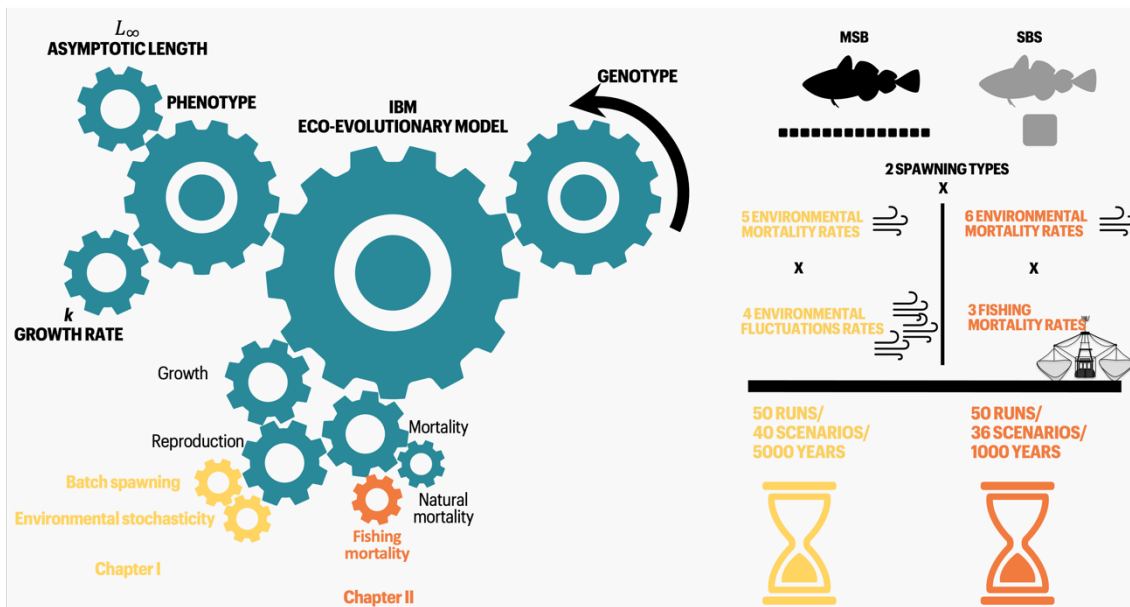 L∞
ASYMPTOTIC LENGTH
PHENOTYPE
IBM
ECO-EVOLUTIONARY MODEL
GENOTYPE
k
GROWTH RATE
Growth
Reproduction
Mortality
Natural
mortality
Batch spawning
Environmental stochasticity
Fishing
mortality
Chapter I
Chapter II
MSB
SBS
2 SPAWNING TYPES
X
5 ENVIRONMENTAL
MORTALITY RATES
X
4 ENVIRONMENTAL
FLUCTUATIONS RATES
6 ENVIRONMENTAL
MORTALITY RATES
X
3 FISHING
MORTALITY RATES
50 RUNS/
40 SCENARIOS/
5000 YEARS
50 RUNS/
36 SCENARIOS/
1000 YEARS